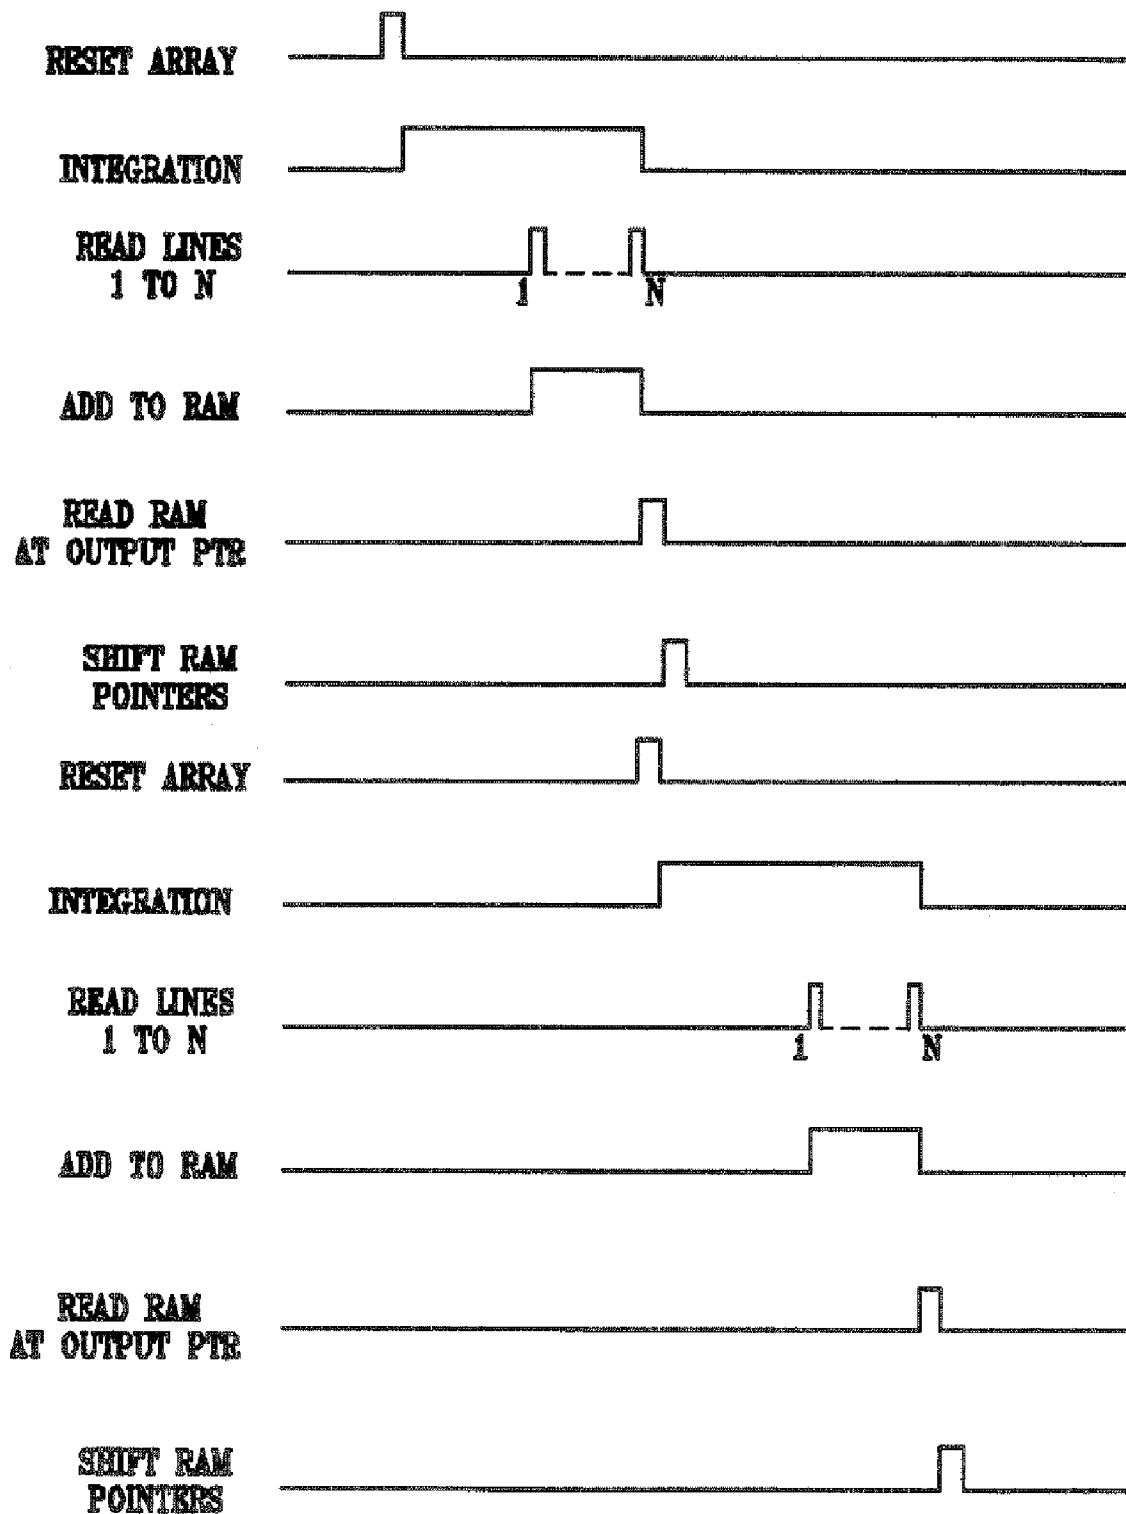 RESET ARRAY
INTEGRATION
READ LINES
1 TO N
1
N
ADD TO RAM
READ RAM
AT OUTPUT PTR
SHIFT RAM
POINTERS
RESET ARRAY
INTEGRATION
READ LINES
1 TO N
1
N
ADD TO RAM
READ RAM
AT OUTPUT PTR
SHIFT RAM
POINTERS